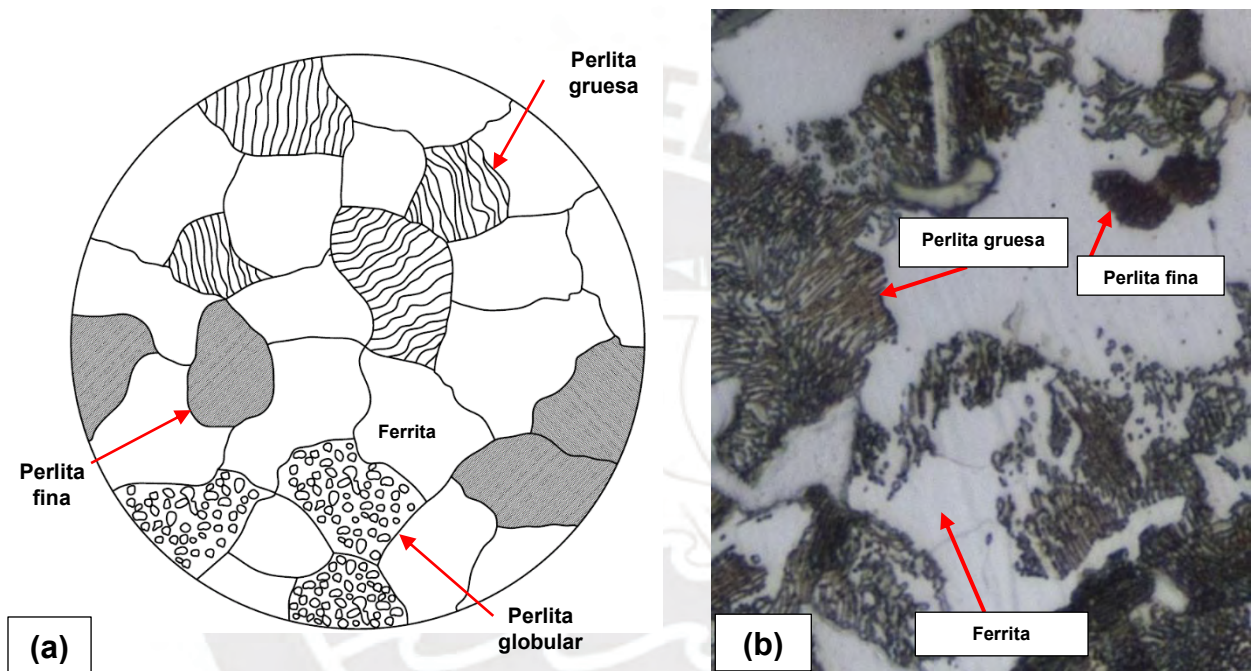 Perlita
gruesa
Ferrita
Perlita
fina
Perlita
globular
(a)
Perlita gruesa
Perlita fina
Ferrita
(b)